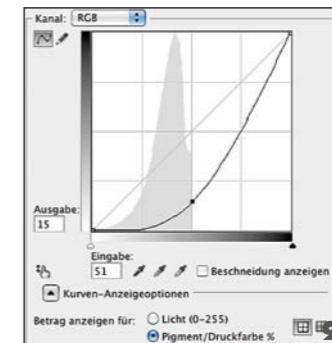 Kanal: RGB
Ausgabe:
15
Eingabe:
51
Beschneidung anzeigen
Kurven-Anzeigeoptionen
Betrag anzeigen für:
Licht (0-255)
Pigment/Druckfarbe %